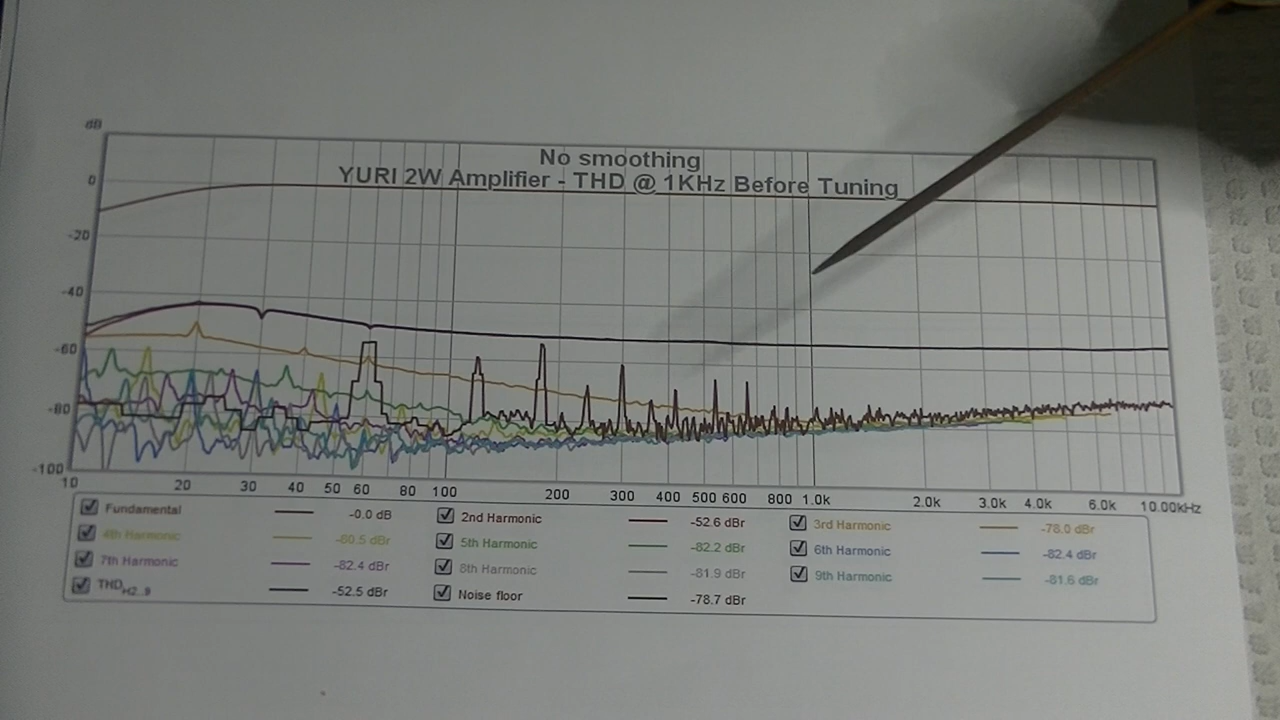 dB
No smoothing
YURI 2W Amplifier - THD @ 1KHz Before Tuning
0
-20
-40
-60
-80
-100
10 20 30 40 50 60 80 100 200 300 400 500 600 800 1.0k 2.0k 3.0k 4.0k 6.0k 10.00kHz
Fundamental -0.0 dB 2nd Harmonic -52.6 dBr 3rd Harmonic -78.0 dBr
4th Harmonic -80.5 dBr 5th Harmonic -82.2 dBr 6th Harmonic -82.4 dBr
7th Harmonic -82.4 dBr 8th Harmonic -81.9 dBr 9th Harmonic -81.6 dBr
THD H2..9 -52.5 dBr Noise floor -78.7 dBr